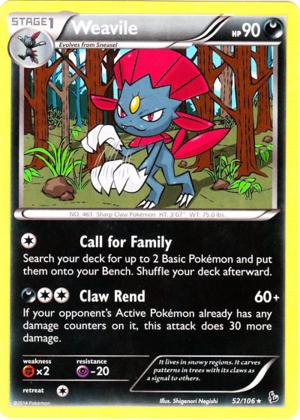 STAGE1
Weavile
HP90
Evolves from Sneasel
NO. 461 Sharp Claw Pokémon HT. 3'07" WT. 75.0 lbs.
Call for Family
Search your deck for up to 2 Basic Pokémon and put
them onto your Bench. Shuffle your deck afterward.
Claw Rend 60+
If your opponent's Active Pokémon already has any
damage counters on it, this attack does 30 more
damage.
weakness
×2
resistance
-20
retreat
It lives in snowy regions. It carves
patterns in trees with its claws
as a signal to others.
Illus. Shigenori Negishi
52/106 ★
©2014 Pokémon